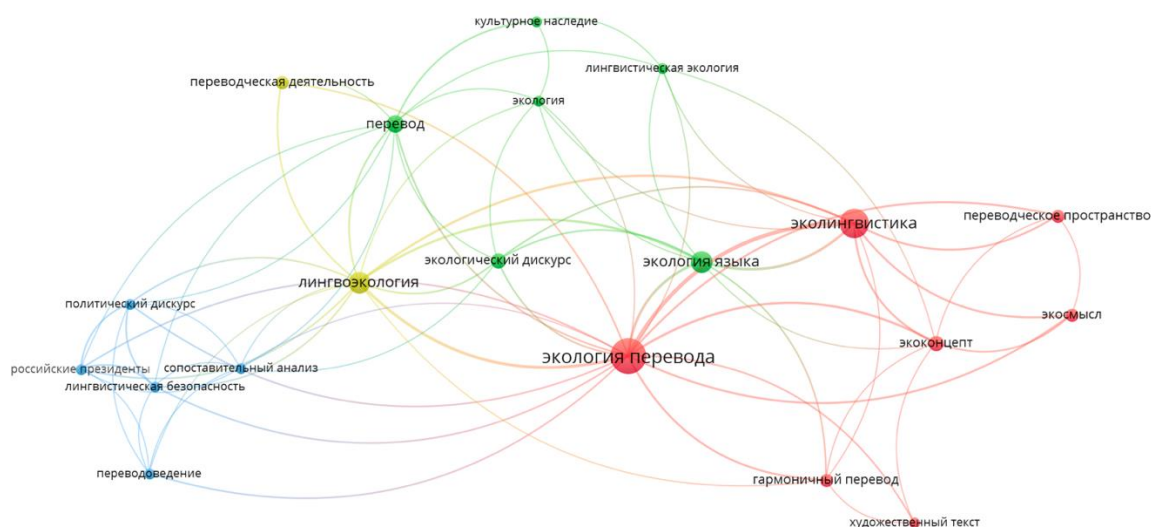 культурное наследие
лингвистическая экология
переводческая деятельность
экология
перевод
переводческое пространство
эколингвистика
экологический дискурс
экология языка
лингвоэкология
политический дискурс
экосмысл
экоконцепт
экология перевода
российские президенты
сопоставительный анализ
лингвистическая безопасность
переводоведение
гармоничный перевод
художественный текст